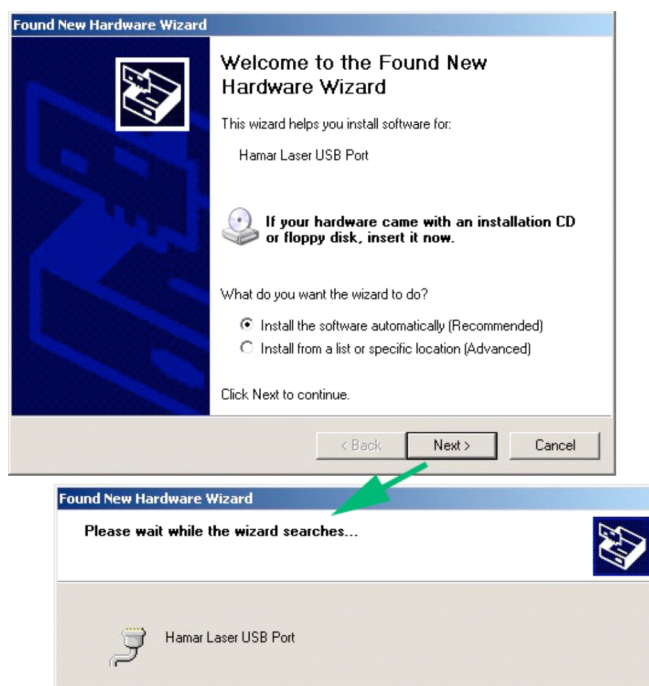 Found New Hardware Wizard
Welcome to the Found New
Hardware Wizard
This wizard helps you install software for:
Hamar Laser USB Port
If your hardware came with an installation CD
or floppy disk, insert it now.
What do you want the wizard to do?
Install the software automatically (Recommended)
Install from a list or specific location (Advanced)
Click Next to continue.
< Back Next > Cancel
Found New Hardware Wizard
Please wait while the wizard searches...
Hamar Laser USB Port